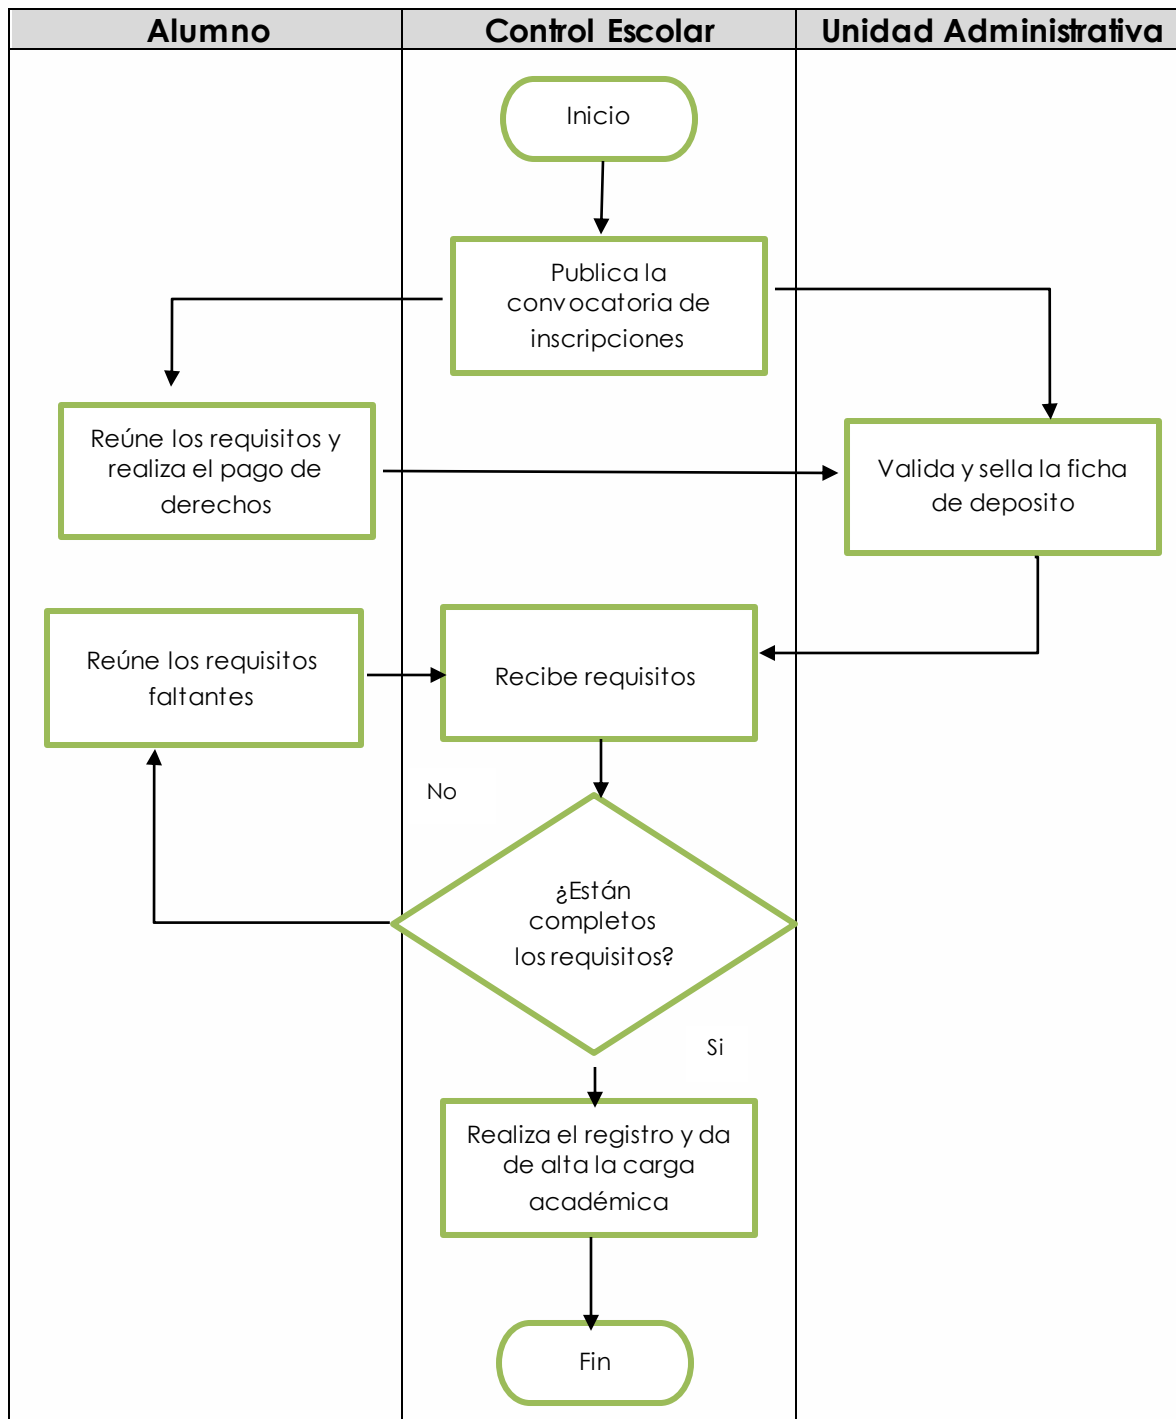 Alumno
Control Escolar
Unidad Administrativa
Inicio
Publica la
convocatoria de
inscripciones
Reúne los requisitos y
realiza el pago de
derechos
Valida y sella la ficha
de deposito
Reúne los requisitos
faltantes
Recibe requisitos
No
¿Están
completos
los requisitos?
Si
Realiza el registro y da
de alta la carga
académica
Fin